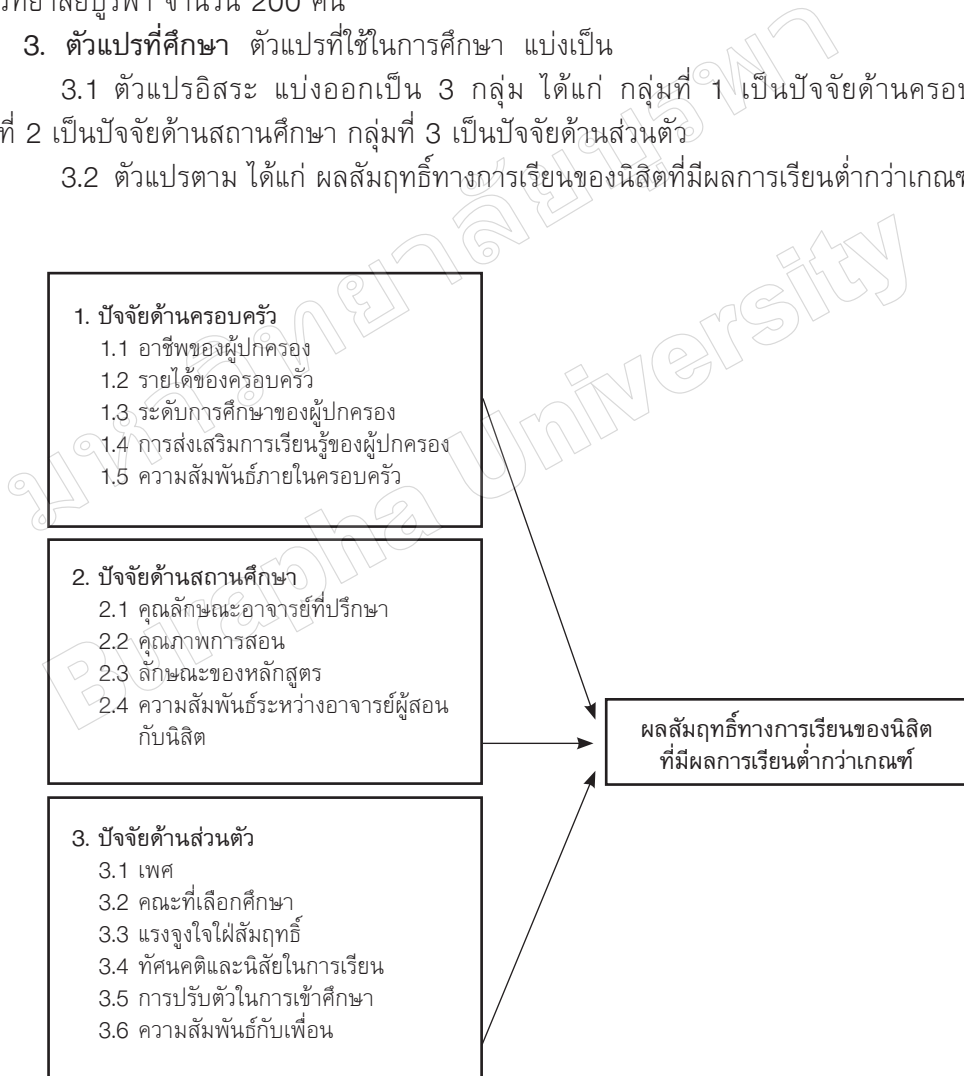 จำนวน 200 คน
3. ตัวแปรที่ศึกษา ตัวแปรที่ใช้ในการศึกษา แบ่งเป็น
3.1 ตัวแปรอิสระ แบ่งออกเป็น 3 กลุ่ม ได้แก่ กลุ่มที่ 1 เป็นปัจจัยด้านครอบ
ที่ 2 เป็นปัจจัยด้านสถานศึกษา กลุ่มที่ 3 เป็นปัจจัยด้านส่วนตัว
3.2 ตัวแปรตาม ได้แก่ ผลสัมฤทธิ์ทางการเรียนของนิสิตที่มีผลการเรียนต่ำกว่าเกณฑ์
1. ปัจจัยด้านครอบครัว
1.1 อาชีพของผู้ปกครอง
1.2 รายได้ของครอบครัว
1.3 ระดับการศึกษาของผู้ปกครอง
1.4 การส่งเสริมการเรียนรู้ของผู้ปกครอง
1.5 ความสัมพันธ์ภายในครอบครัว
2. ปัจจัยด้านสถานศึกษา
2.1 คุณลักษณะอาจารย์ที่ปรึกษา
2.2 คุณภาพการสอน
2.3 ลักษณะของหลักสูตร
2.4 ความสัมพันธ์ระหว่างอาจารย์ผู้สอน
กับนิสิต
ผลสัมฤทธิ์ทางการเรียนของนิสิต
ที่มีผลการเรียนต่ำกว่าเกณฑ์
3. ปัจจัยด้านส่วนตัว
3.1 เพศ
3.2 คณะที่เลือกศึกษา
3.3 แรงจูงใจใฝ่สัมฤทธิ์
3.4 ทัศนคติและนิสัยในการเรียน
3.5 การปรับตัวในการเข้าศึกษา
3.6 ความสัมพันธ์กับเพื่อน
มหาวิทยาลัยบูรพา
Burapha University